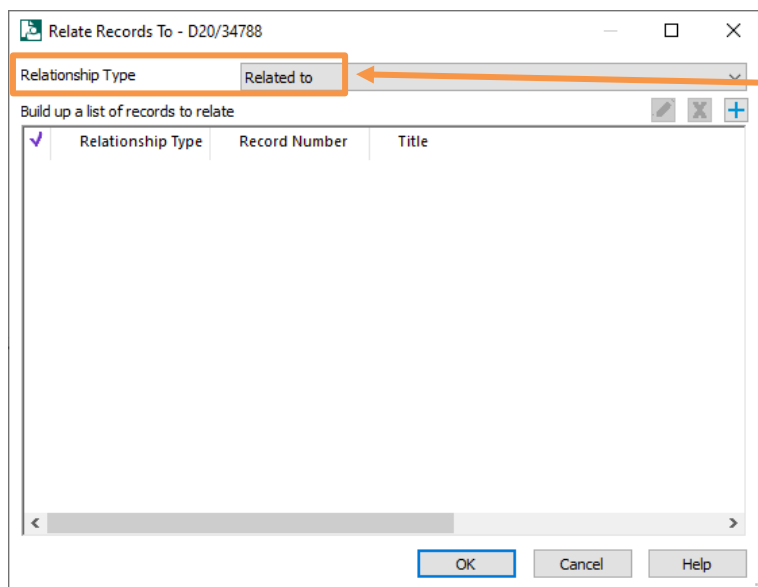 Relate Records To - D20/34788
Relationship Type Related to
Build up a list of records to relate
Relationship Type Record Number Title
OK Cancel Help